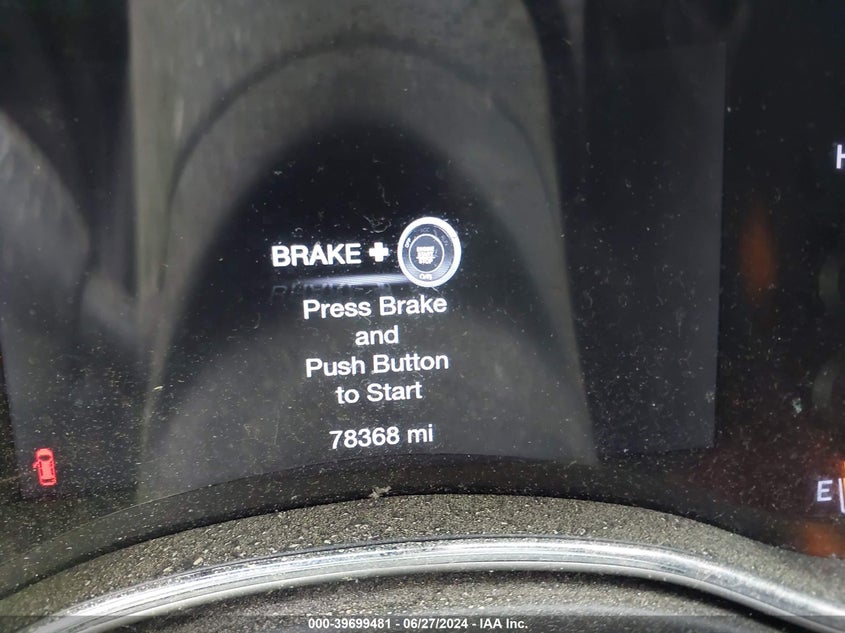 H
BRAKE +
Press Brake
and
Push Button
to Start
78368 mi
E
000-39699481 / 06/27/2024 - IAA Inc.